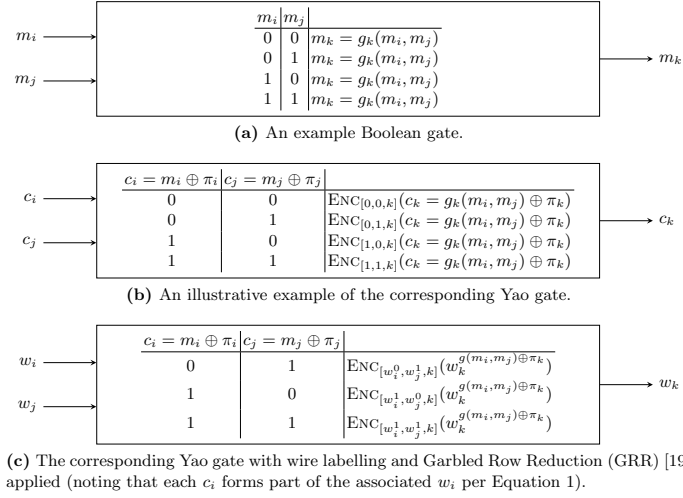 m_i m_j
m_i 0 0 m_k = g_k(m_i, m_j)
0 1 m_k = g_k(m_i, m_j) m_k
m_j 1 0 m_k = g_k(m_i, m_j)
1 1 m_k = g_k(m_i, m_j)
(a) An example Boolean gate.
c_i = m_i ⊕ π_i c_j = m_j ⊕ π_j
c_i 0 0 ENC_[0,0,k](c_k = g_k(m_i, m_j) ⊕ π_k)
0 1 ENC_[0,1,k](c_k = g_k(m_i, m_j) ⊕ π_k) c_k
c_j 1 0 ENC_[1,0,k](c_k = g_k(m_i, m_j) ⊕ π_k)
1 1 ENC_[1,1,k](c_k = g_k(m_i, m_j) ⊕ π_k)
(b) An illustrative example of the corresponding Yao gate.
c_i = m_i ⊕ π_i c_j = m_j ⊕ π_j
w_i 0 1 ENC_[w_i^0,w_j^1,k](w_k^{g(m_i,m_j)⊕π_k})
1 0 ENC_[w_i^1,w_j^0,k](w_k^{g(m_i,m_j)⊕π_k}) w_k
w_j 1 1 ENC_[w_i^1,w_j^1,k](w_k^{g(m_i,m_j)⊕π_k})
(c) The corresponding Yao gate with wire labelling and Garbled Row Reduction (GRR) [19
applied (noting that each c_i forms part of the associated w_i per Equation 1).